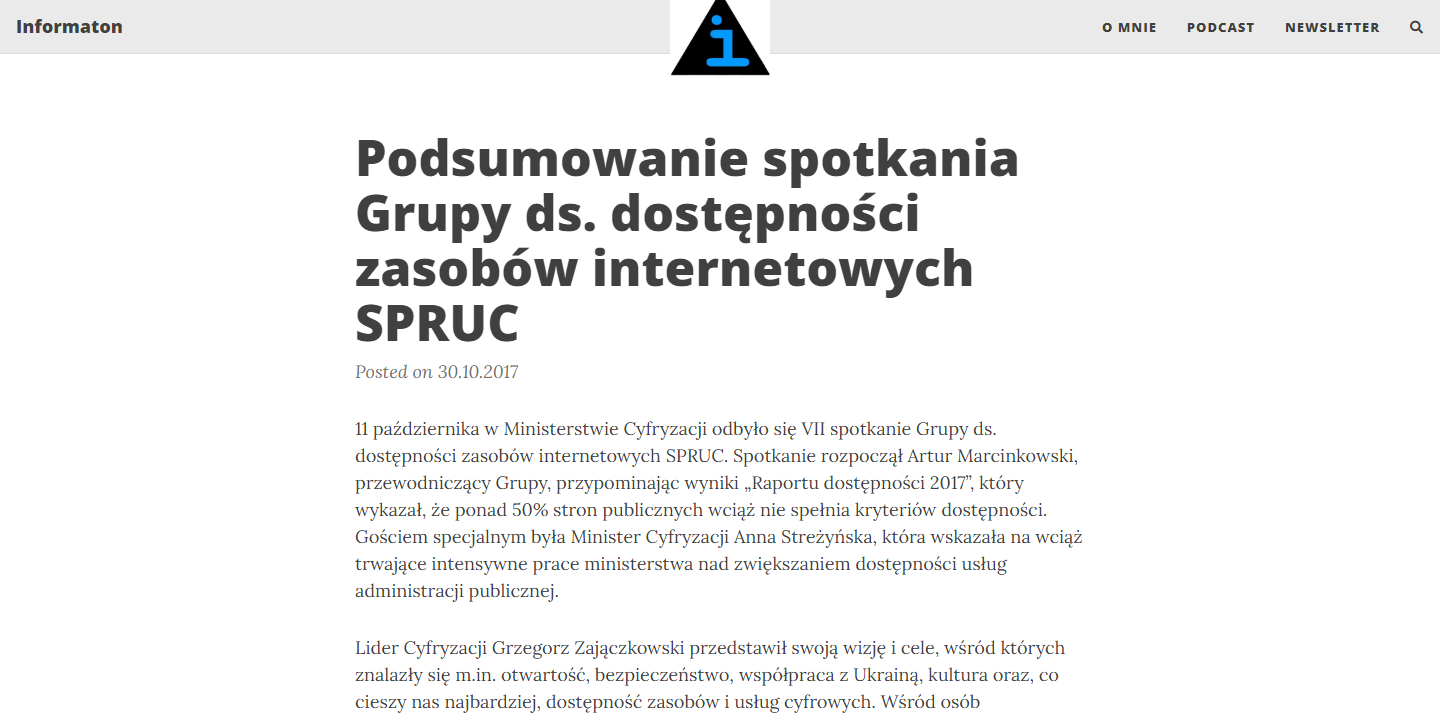 Informaton
i
O MNIE
PODCAST
NEWSLETTER
Podsumowanie spotkania
Grupy ds. dostępności
zasobów internetowych
SPRUC
Posted on 30.10.2017
11 października w Ministerstwie Cyfryzacji odbyło się VII spotkanie Grupy ds.
dostępności zasobów internetowych SPRUC. Spotkanie rozpoczął Artur Marcinkowski,
przewodniczący Grupy, przypominając wyniki „Raportu dostępności 2017”, który
wykazał, że ponad 50% stron publicznych wciąż nie spełnia kryteriów dostępności.
Gościem specjalnym była Minister Cyfryzacji Anna Streżyńska, która wskazała na wciąż
trwające intensywne prace ministerstwa nad zwiększaniem dostępności usług
administracji publicznej.
Lider Cyfryzacji Grzegorz Zajączkowski przedstawił swoją wizję i cele, wśród których
znalazły się m.in. otwartość, bezpieczeństwo, współpraca z Ukrainą, kultura oraz, co
cieszy nas najbardziej, dostępność zasobów i usług cyfrowych. Wśród osób